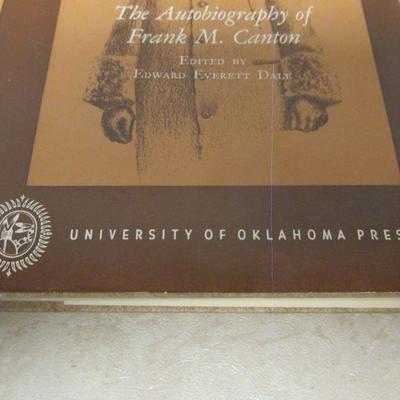 The Autobiography of
Frank M. Canton
EDITED BY
EDWARD EVERETT DALE
UNIVERSITY OF OKLAHOMA PRES